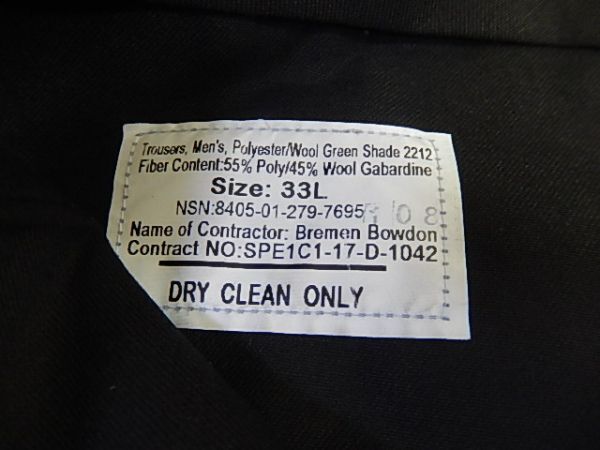 Trousers, Men's, Polyester/Wool Green Shade 2212
Fiber Content:55% Poly/45% Wool Gabardine
Size: 33L
NSN:8405-01-279-7695
Name of Contractor: Bremen Bowdon
Contract NO:SPE1C1-17-D-1042
DRY CLEAN ONLY